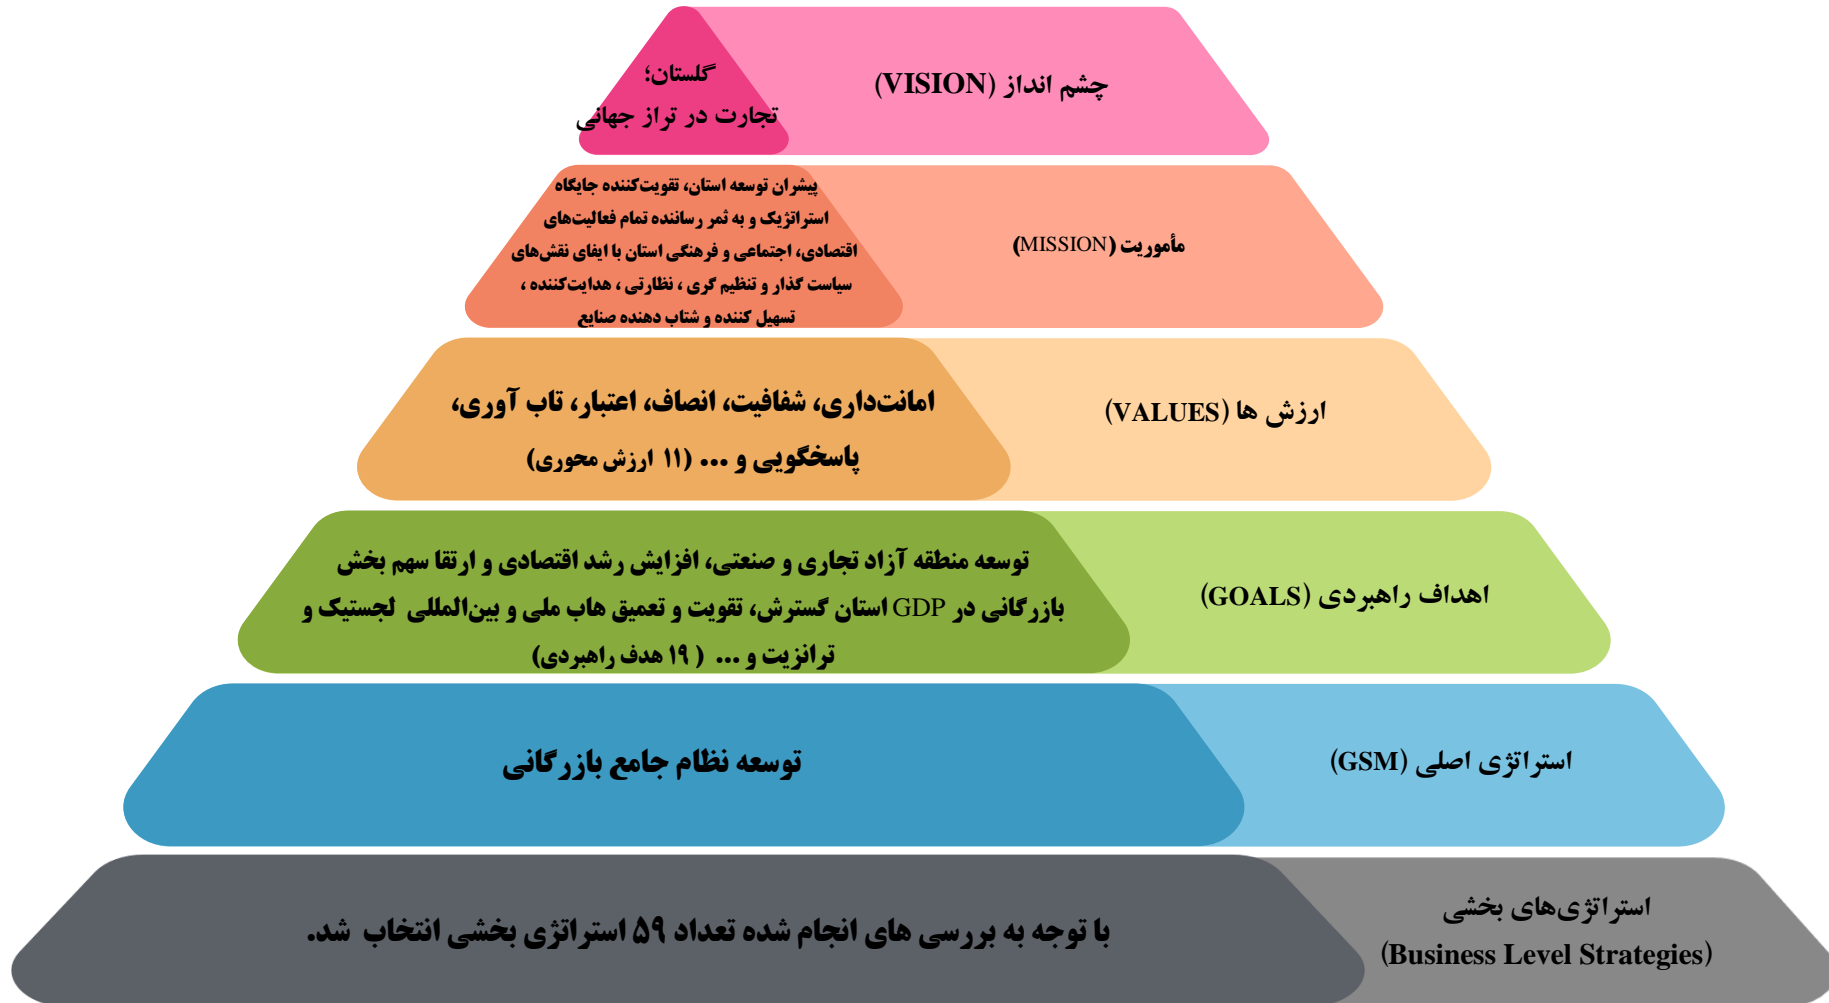 چشم انداز (VISION)
گلستان؛
تجارت در تراز جهانی
مأموریت (MISSION)
پیشران توسعه استان، تقویت‌کننده جایگاه
استراتژیک و به ثمر رساننده تمام فعالیت‌های
اقتصادی، اجتماعی و فرهنگی استان با ایفای نقش‌های
سیاست گذار و تنظیم گری ، نظارتی ، هدایت‌کننده ،
تسهیل کننده و شتاب دهنده صنایع
ارزش ها (VALUES)
امانت‌داری، شفافیت، انصاف، اعتبار، تاب آوری،
پاسخگویی و ... (۱۱ ارزش محوری)
اهداف راهبردی (GOALS)
توسعه منطقه آزاد تجاری و صنعتی، افزایش رشد اقتصادی و ارتقا سهم بخش
بازرگانی در GDP استان گسترش، تقویت و تعمیق هاب ملی و بین‌المللی لجستیک و
ترانزیت و ... ( ۱۹ هدف راهبردی)
استراتژی اصلی (GSM)
توسعه نظام جامع بازرگانی
استراتژی‌های بخشی
(Business Level Strategies)
با توجه به بررسی های انجام شده تعداد ۵۹ استراتژی بخشی انتخاب شد.